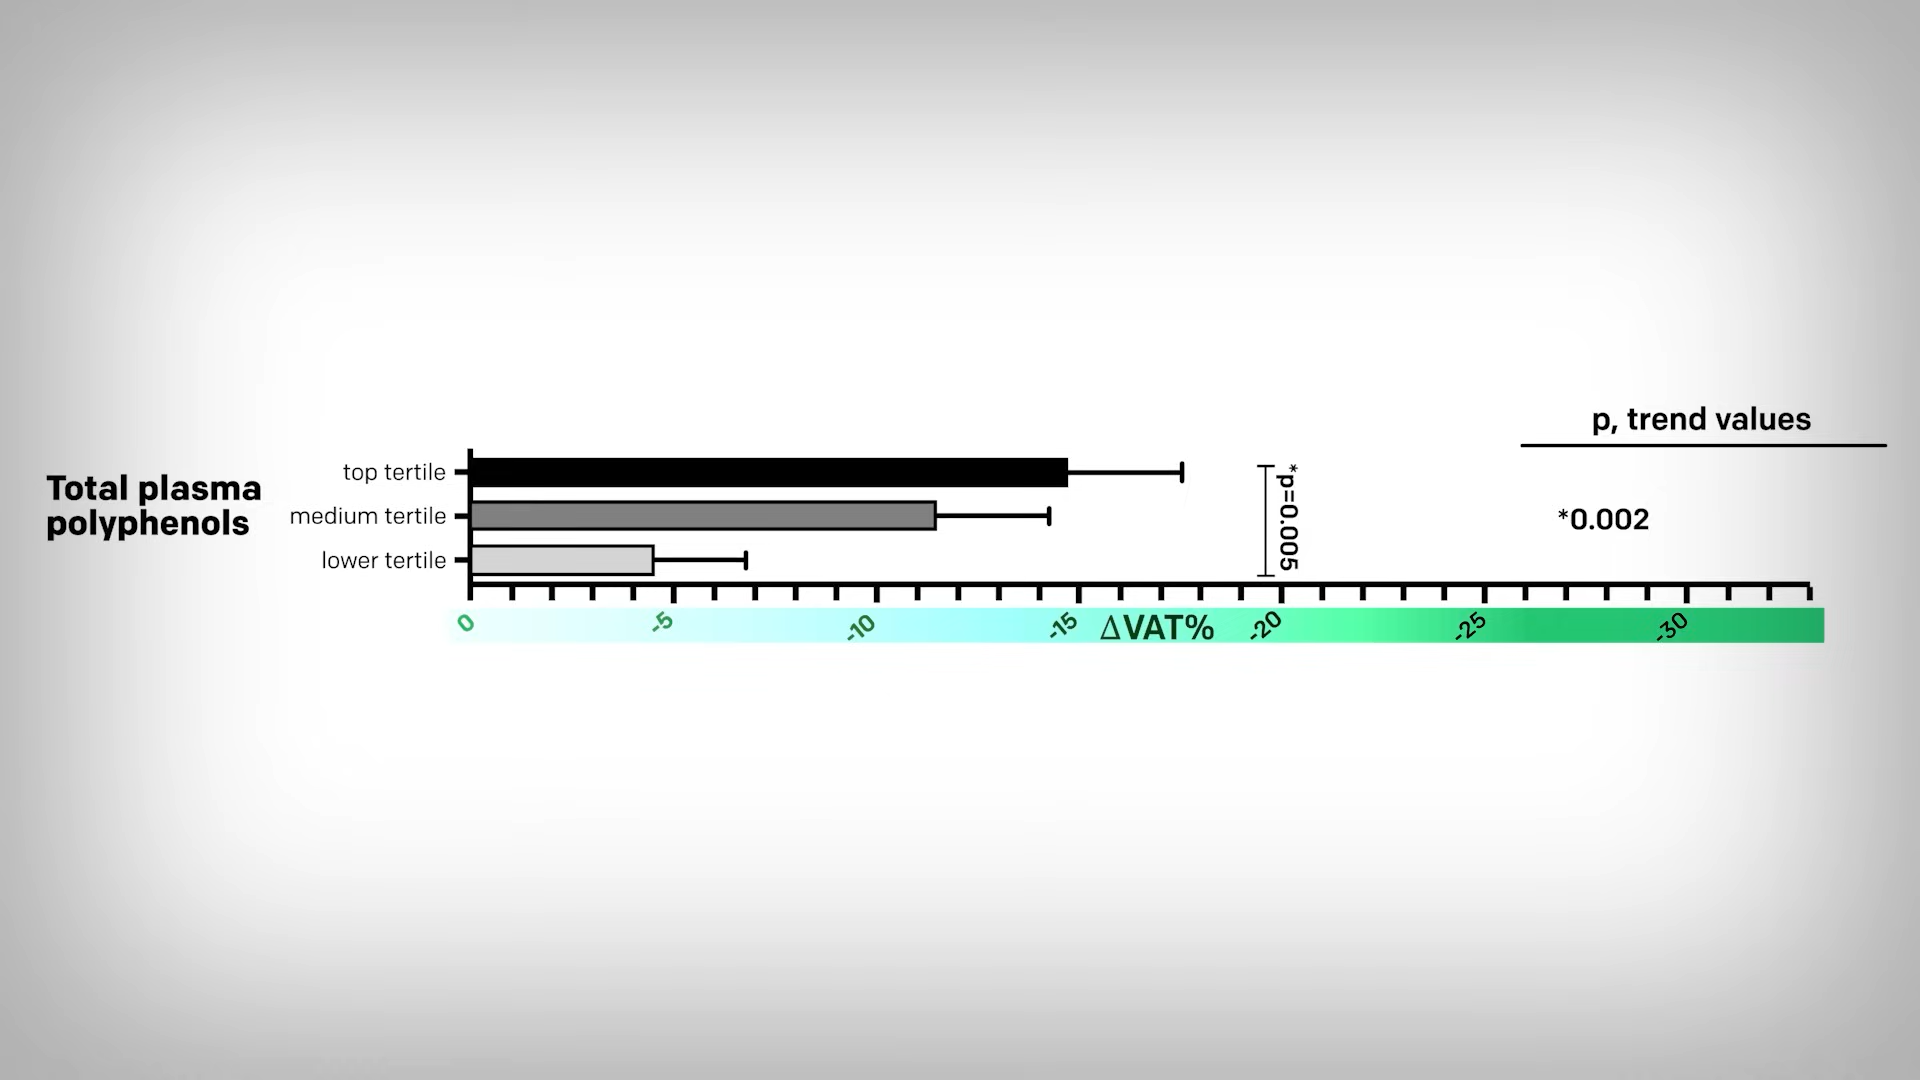 p, trend values
Total plasma
polyphenols
top tertile
medium tertile
lower tertile
*p=0.005
*0.002
0
-5
-10
-15
ΔVAT%
-20
-25
-30